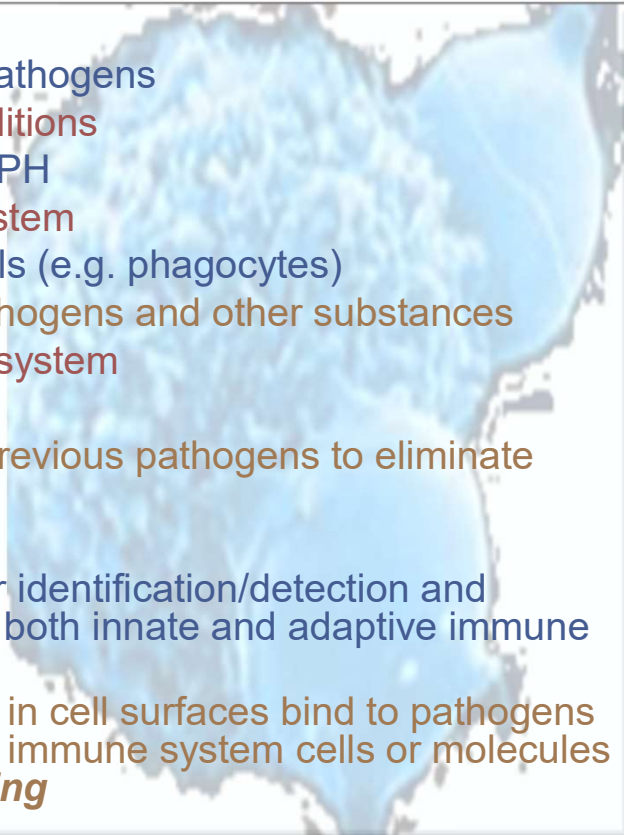 athogens
litions
PH
stem
ls (e.g. phagocytes)
hogens and other substances
system
revious pathogens to eliminate
r identification/detection and
both innate and adaptive immune
in cell surfaces bind to pathogens
immune system cells or molecules
ing